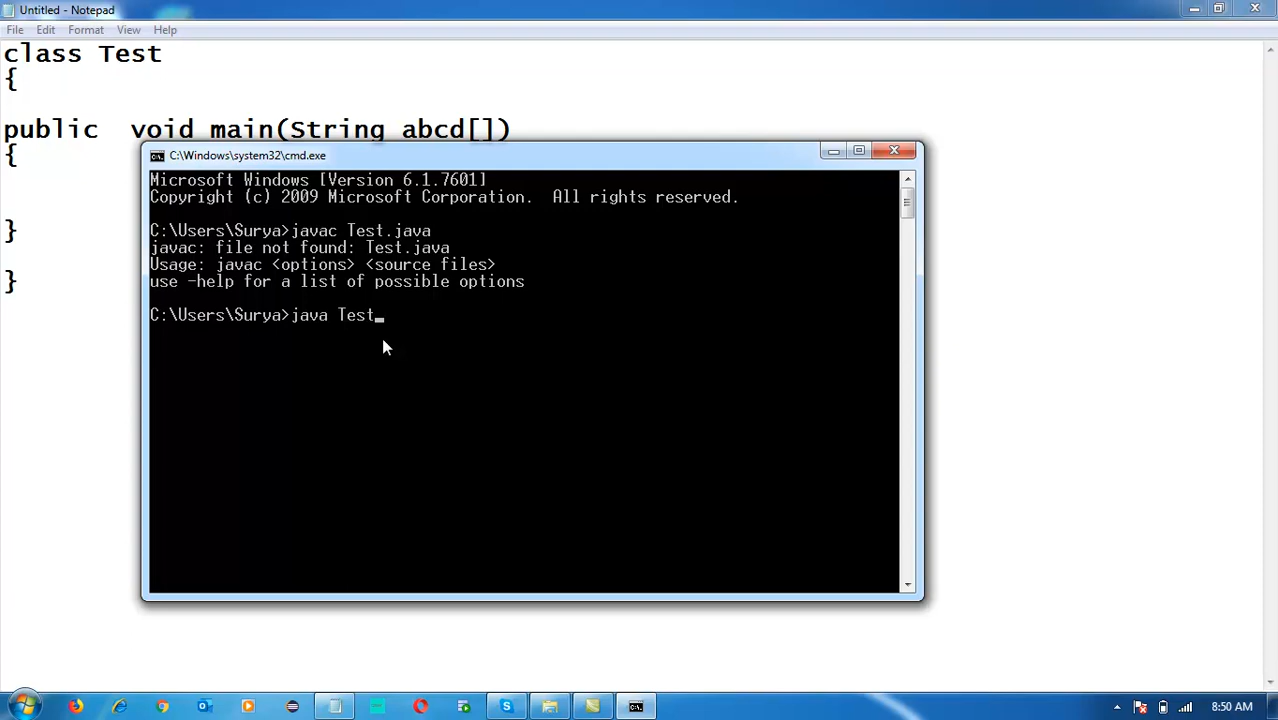 Untitled - Notepad
File Edit Format View Help
class Test
{
public  void main(String abcd[])
{
}
}
C:\Windows\system32\cmd.exe
Microsoft Windows [Version 6.1.7601]
Copyright (c) 2009 Microsoft Corporation.  All rights reserved.
C:\Users\Surya>javac Test.java
javac: file not found: Test.java
Usage: javac <options> <source files>
use -help for a list of possible options
C:\Users\Surya>java Test_
8:50 AM